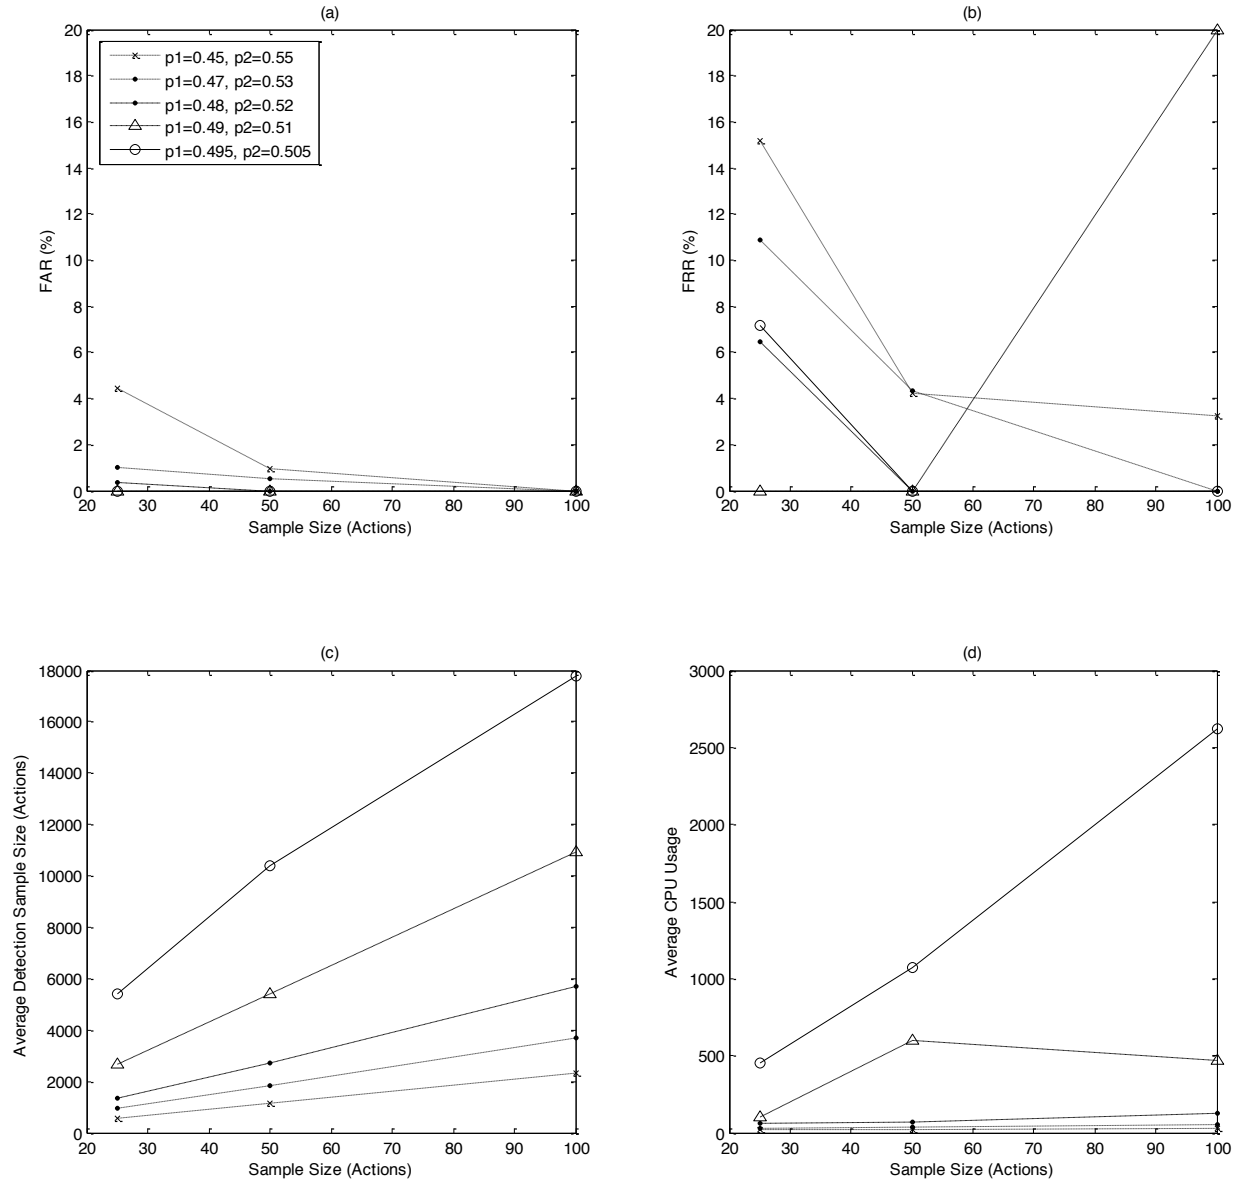 (a)
20
18
16
14
12
10
8
6
4
2
0
FAR (%)
p1=0.45, p2=0.55
p1=0.47, p2=0.53
p1=0.48, p2=0.52
p1=0.49, p2=0.51
p1=0.495, p2=0.505
20 30 40 50 60 70 80 90 100
Sample Size (Actions)
(b)
20
18
16
14
12
10
8
6
4
2
0
FRR (%)
20 30 40 50 60 70 80 90 100
Sample Size (Actions)
(c)
18000
16000
14000
12000
10000
8000
6000
4000
2000
0
Average Detection Sample Size (Actions)
20 30 40 50 60 70 80 90 100
Sample Size (Actions)
(d)
3000
2500
2000
1500
1000
500
0
Average CPU Usage
20 30 40 50 60 70 80 90 100
Sample Size (Actions)